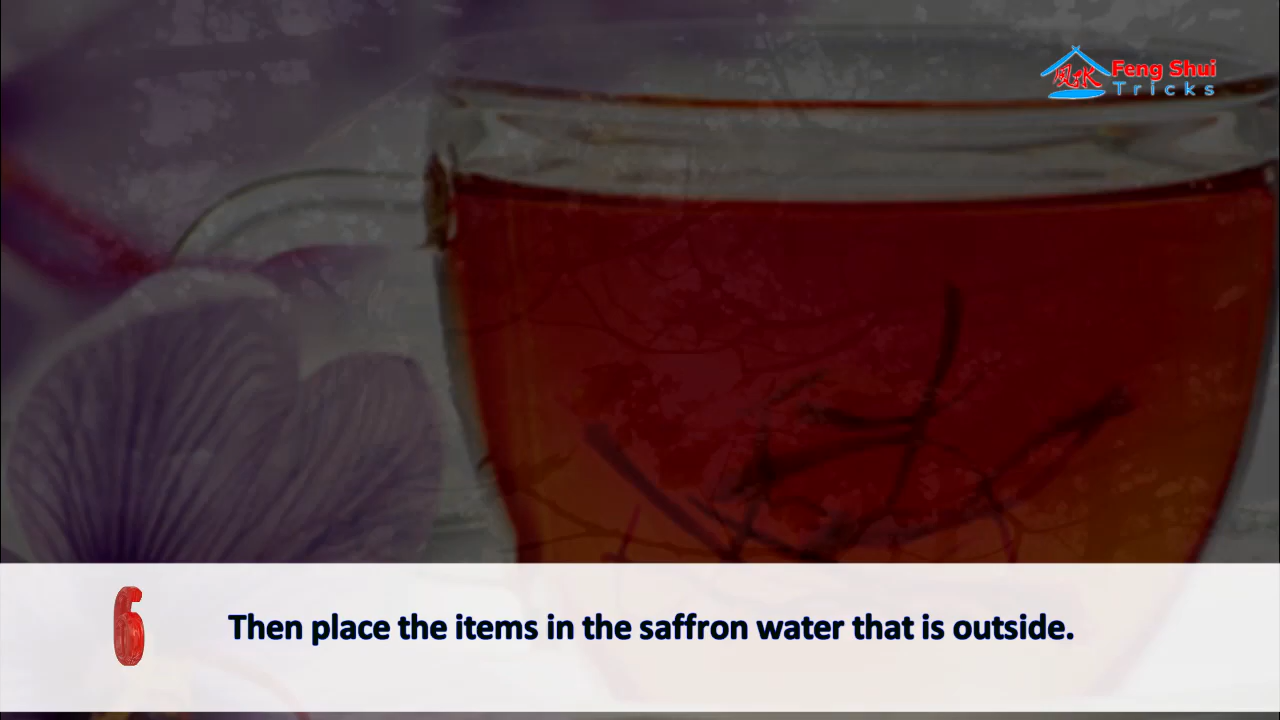 风水
Feng Shui
Tricks
6
Then place the items in the saffron water that is outside.